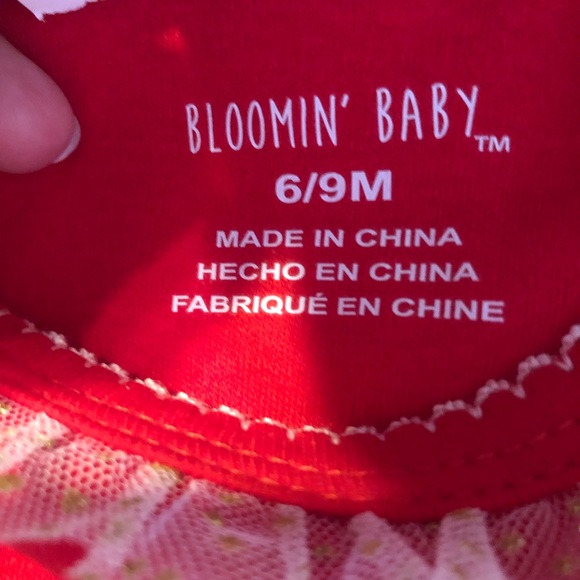 BLOOMIN' BABY™
6/9M
MADE IN CHINA
HECHO EN CHINA
FABRIQUÉ EN CHINE